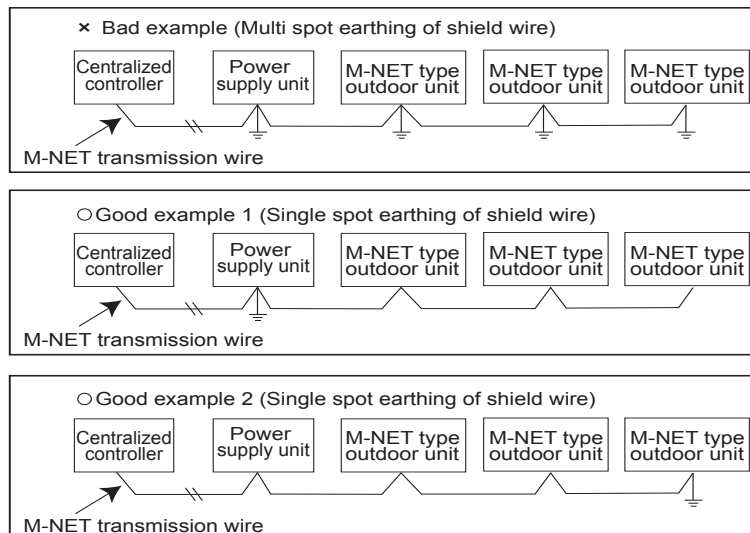 × Bad example (Multi spot earthing of shield wire)
Centralized controller
Power supply unit
M-NET type outdoor unit
M-NET type outdoor unit
M-NET type outdoor unit
M-NET transmission wire
○ Good example 1 (Single spot earthing of shield wire)
Centralized controller
Power supply unit
M-NET type outdoor unit
M-NET type outdoor unit
M-NET type outdoor unit
M-NET transmission wire
○ Good example 2 (Single spot earthing of shield wire)
Centralized controller
Power supply unit
M-NET type outdoor unit
M-NET type outdoor unit
M-NET type outdoor unit
M-NET transmission wire